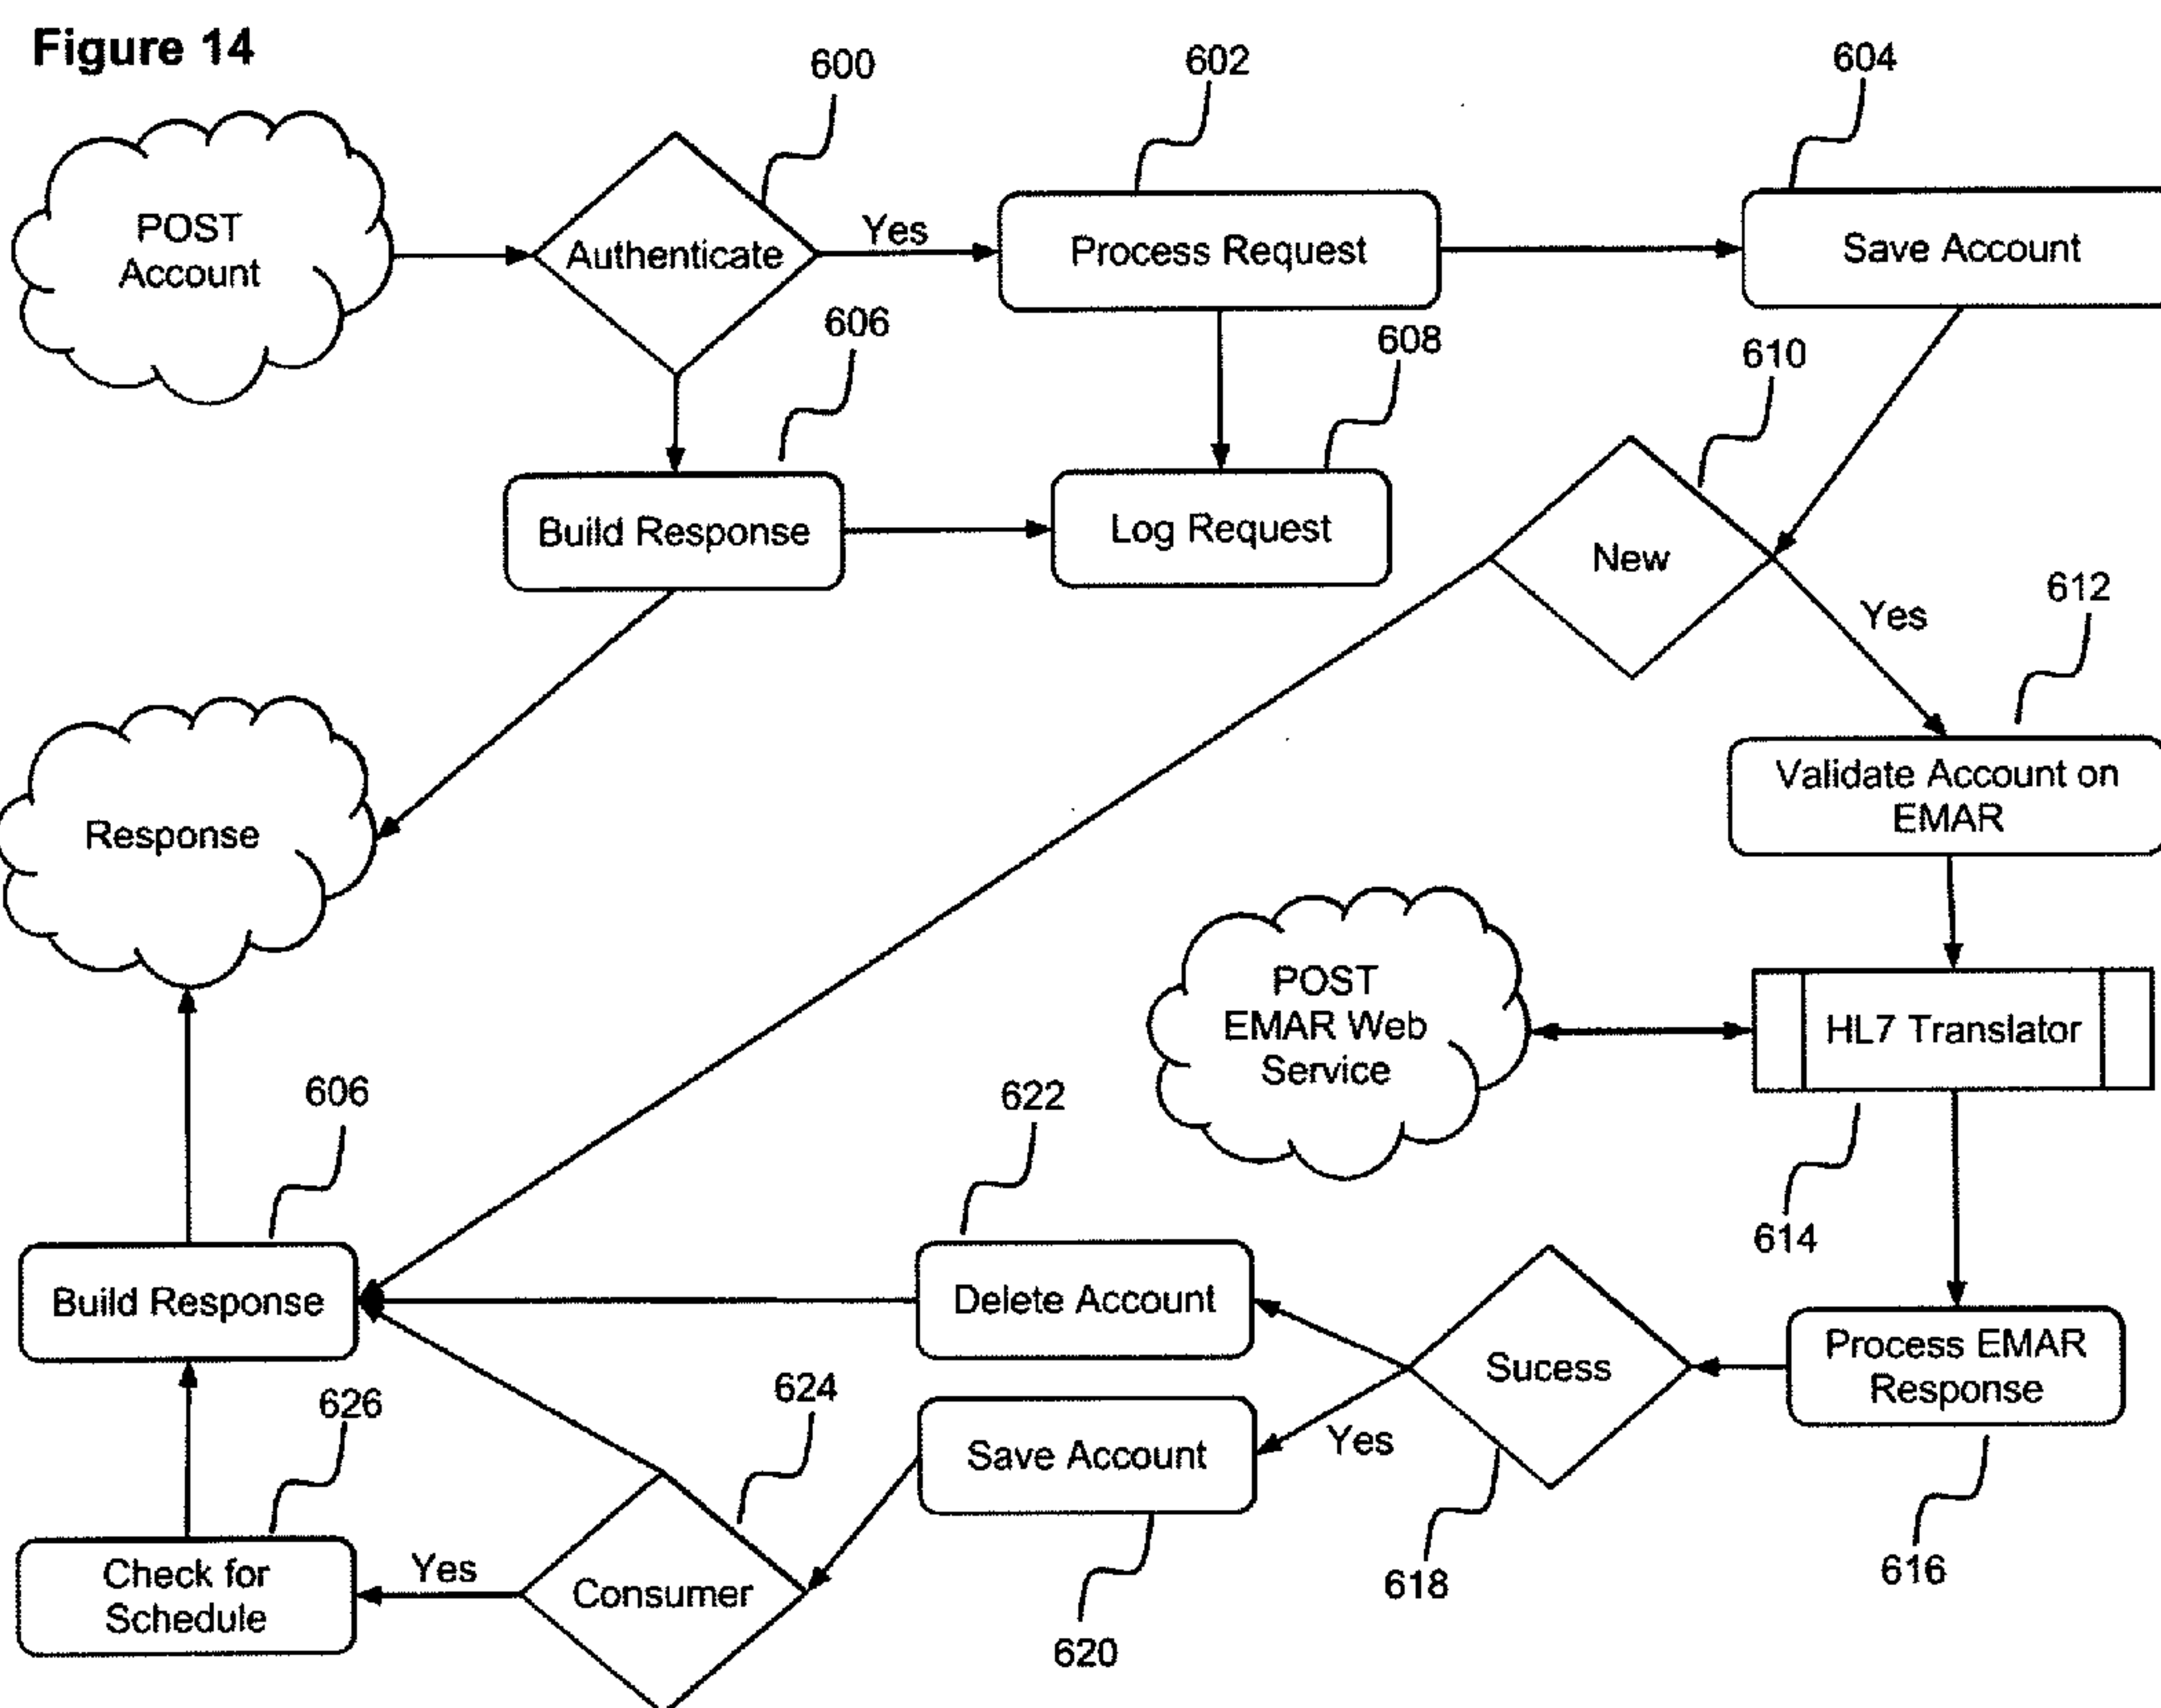 Figure 14
600
602
604
POST
Account
Authenticate
Yes
Process Request
Save Account
606
608
610
Build Response
Log Request
New
Yes
612
Validate Account on
EMAR
Response
POST
EMAR Web
Service
HL7 Translator
606
622
614
Build Response
Delete Account
Sucess
Process EMAR
Response
626
624
Save Account
Yes
Check for
Schedule
Yes
Consumer
618
616
620